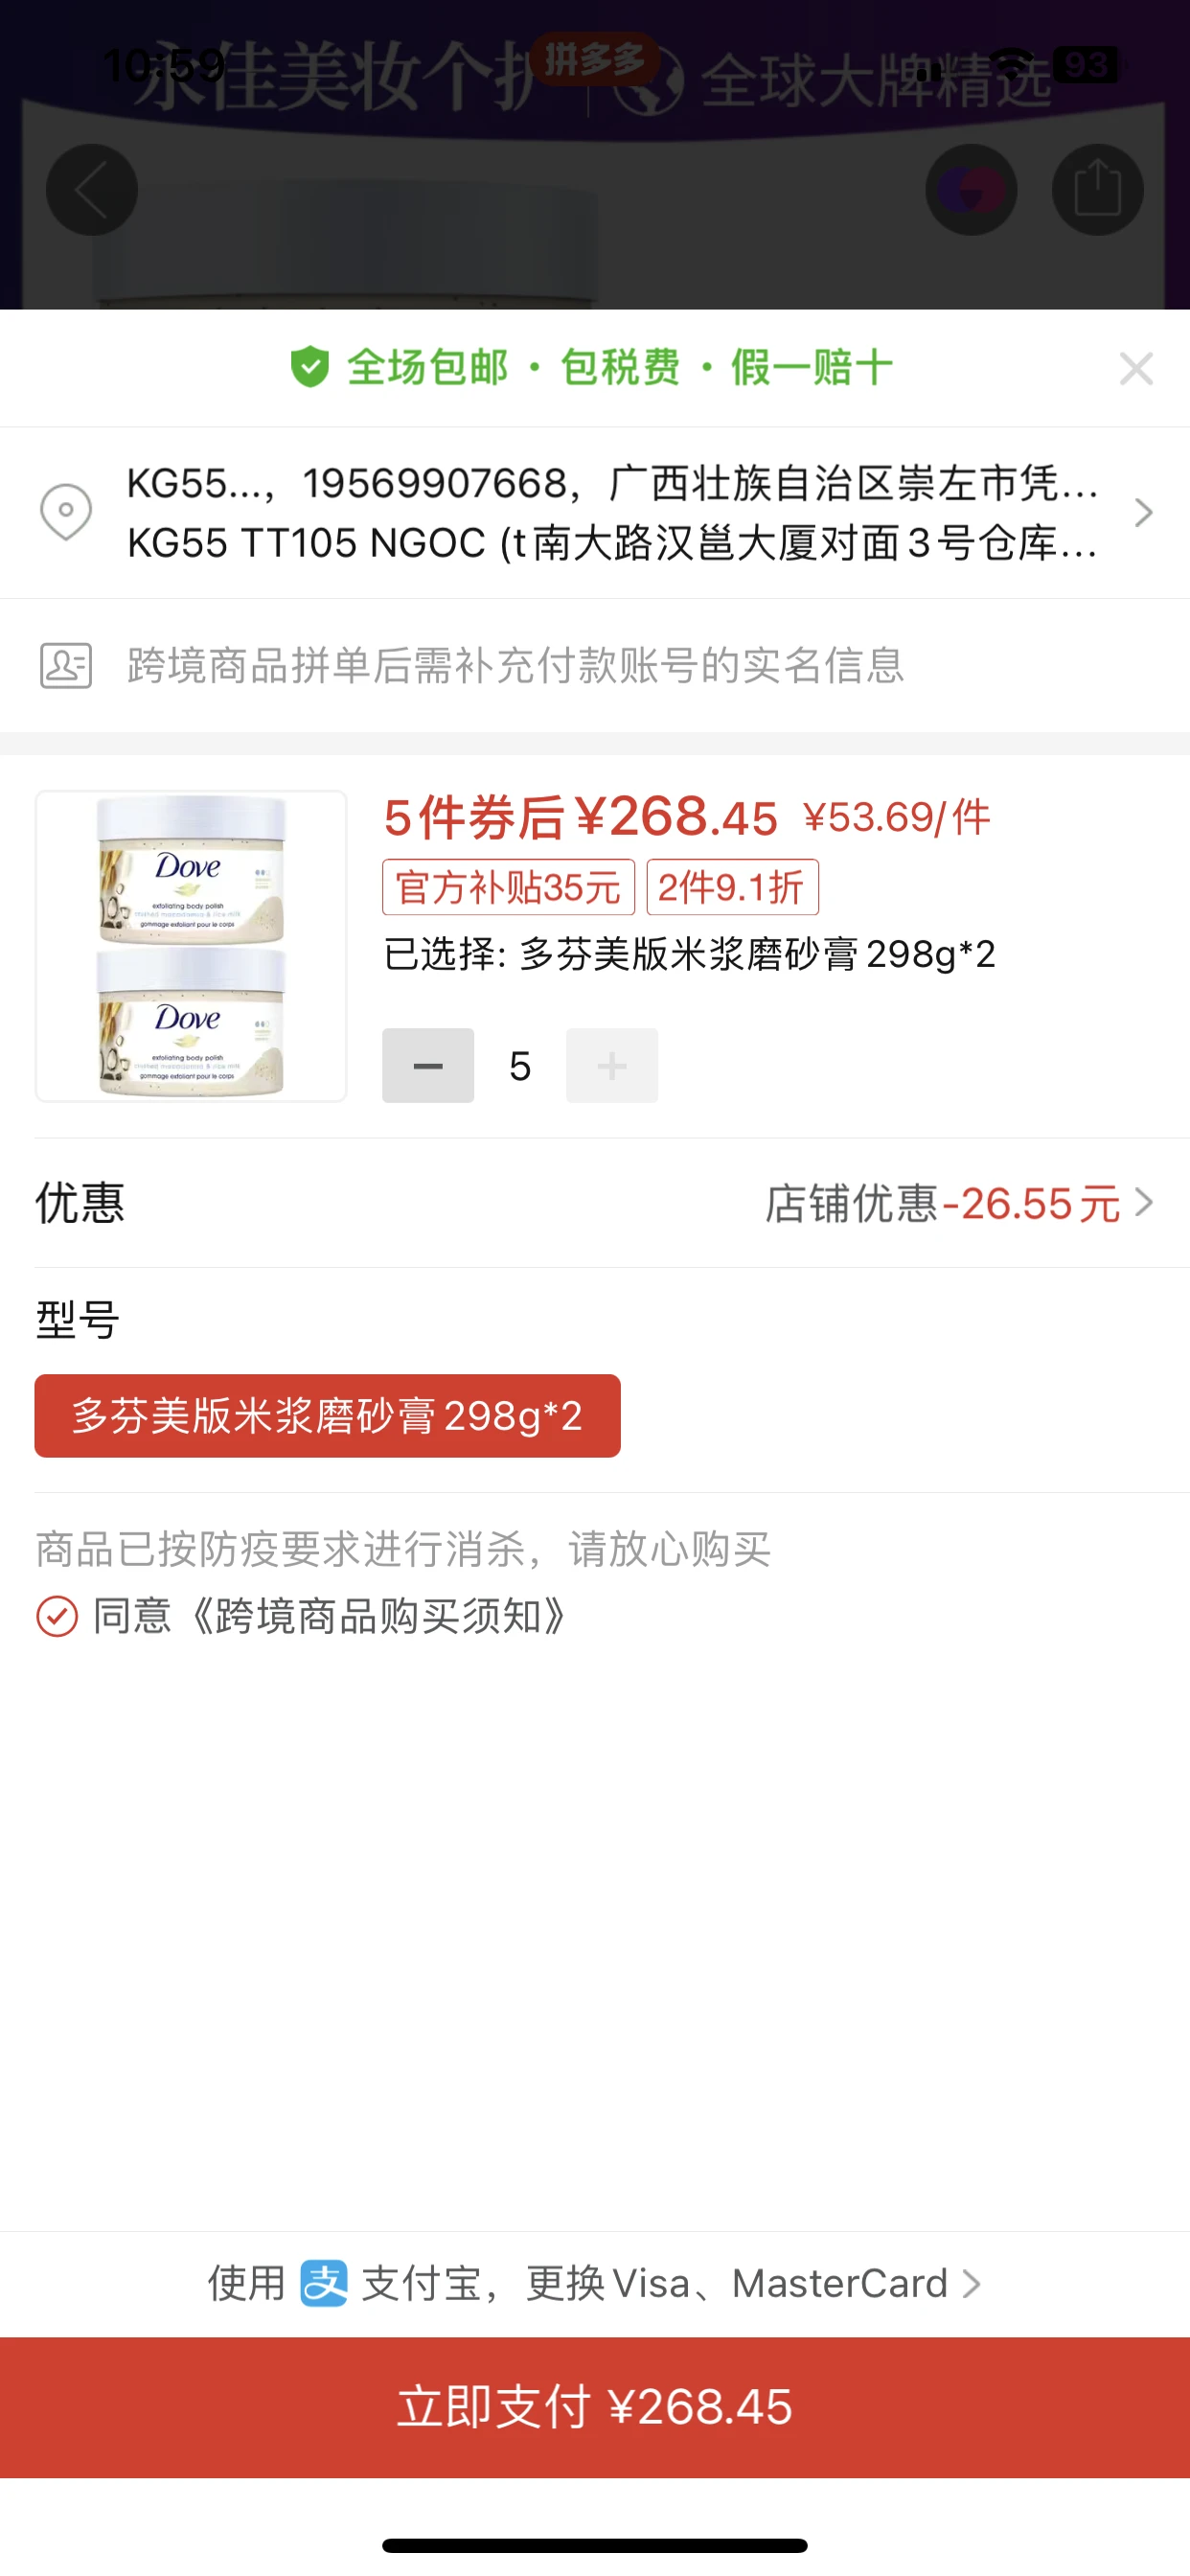 10:59
永佳美妆个护
拼多多
全球大牌精选
93
全场包邮 · 包税费 · 假一赔十
KG55...，19569907668，广西壮族自治区崇左市凭...
KG55 TT105 NGOC (t南大路汉邕大厦对面3号仓库...
跨境商品拼单后需补充付款账号的实名信息
Dove
exfoliating body polish
crushed macadamia & rice milk
gommage exfoliant pour le corps
Dove
exfoliating body polish
crushed macadamia & rice milk
gommage exfoliant pour le corps
5件券后¥268.45 ¥53.69/件
官方补贴35元 2件9.1折
已选择: 多芬美版米浆磨砂膏298g*2
5
优惠
店铺优惠-26.55元
型号
多芬美版米浆磨砂膏298g*2
商品已按防疫要求进行消杀，请放心购买
同意《跨境商品购买须知》
使用 支 支付宝，更换Visa、MasterCard
立即支付 ¥268.45